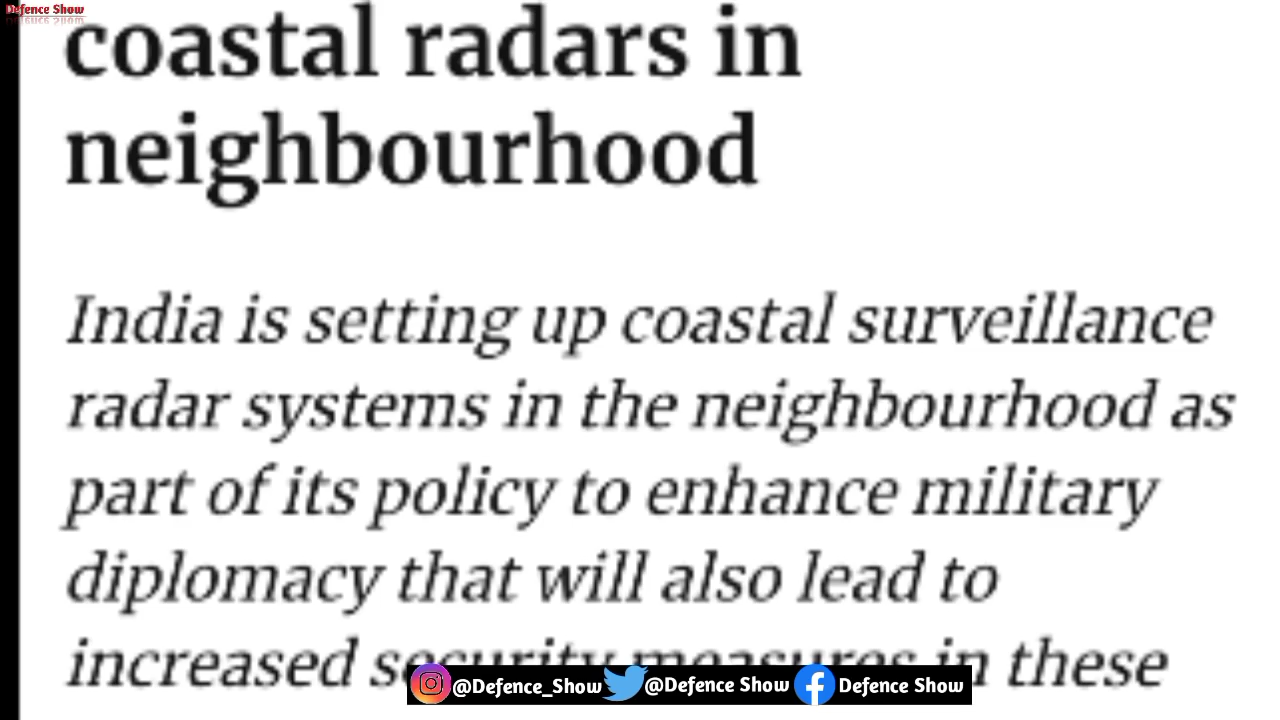 Defence Show
coastal radars in
neighbourhood
India is setting up coastal surveillance
radar systems in the neighbourhood as
part of its policy to enhance military
diplomacy that will also lead to
increased security measures in these
@Defence_Show @Defence Show Defence Show